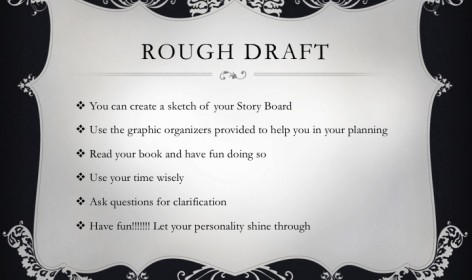 ROUGH DRAFT
❖ You can create a sketch of your Story Board
❖ Use the graphic organizers provided to help you in your planning
❖ Read your book and have fun doing so
❖ Use your time wisely
❖ Ask questions for clarification
❖ Have fun!!!!!!! Let your personality shine through